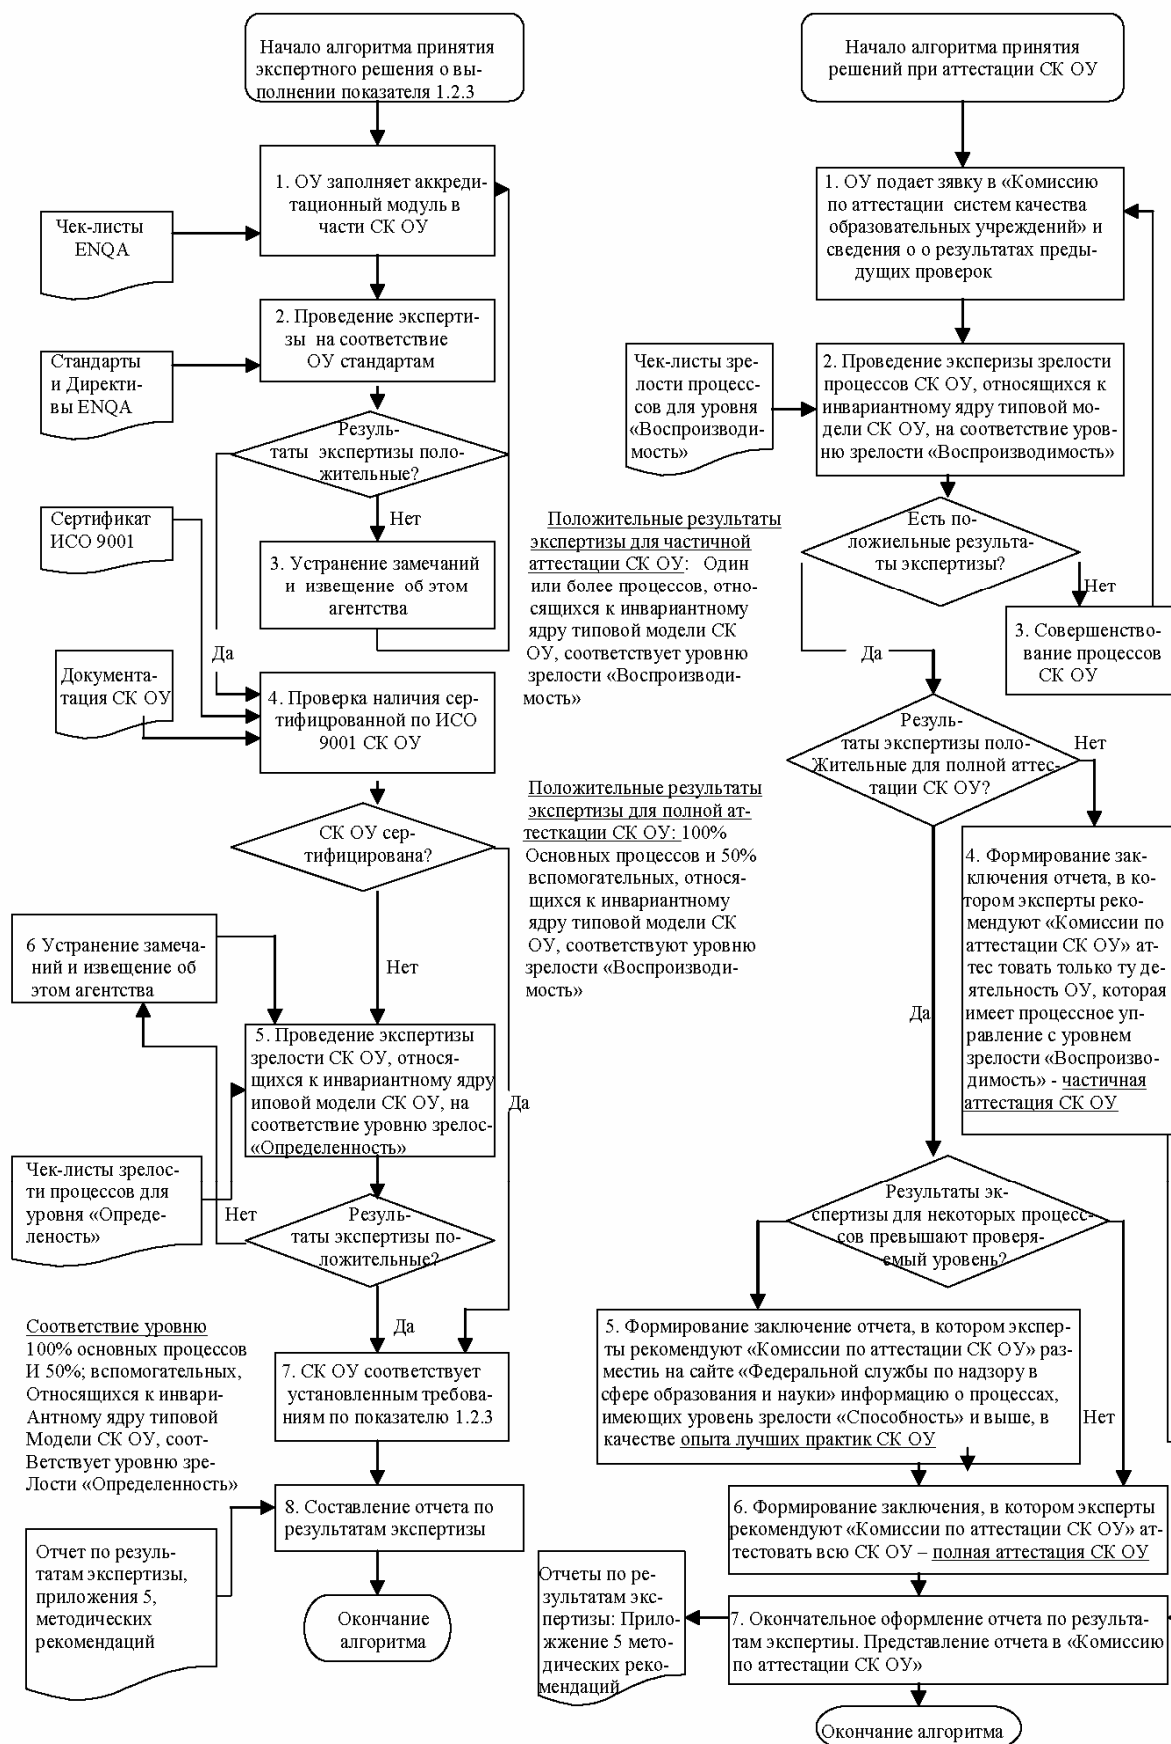 Начало алгоритма принятия
экспертного решения о вы-
полнении показателя 1.2.3
1. ОУ заполняет аккреди-
тационный модуль в
части СК ОУ
Чек-листы
ENQA
2. Проведение эксперти-
зы на соответствие
ОУ стандартам
Стандарты
и Директи-
вы ENQA
Резуль-
таты экспертизы поло-
жительные?
Нет
Сертификат
ИСО 9001
3. Устранение замечаний
и извещение об этом
агентства
Да
Документа-
тация СК ОУ
4. Проверка наличия сер-
тифицрованной по ИСО
9001 СК ОУ
СК ОУ сер-
тифицирована?
Нет
Да
6 Устранение замеча-
ний и извещение об
этом агентства
5. Проведение экспертизы
зрелости СК ОУ, относя-
щихся к инвариантному ядру
иповой модели СК ОУ, на
соответствие уровню зрелос-
«Определенность»
Чек-листы зрелос-
ти процессов для
уровня «Опреде-
леность»
Нет
Резуль-
таты экспертизы по-
ложительные?
Да
Соответствие уровню
100% основных процессов
И 50%; вспомогательных,
Относящихся к инвари-
Антному ядру типовой
Модели СК ОУ, соот-
Ветствует уровню зре-
Лости «Определенность»
7. СК ОУ соответствует
установленным требова-
ниям по показателю 1.2.3
8. Составление отчета по
результатам экспертизы
Отчет по резуль-
татам экспертизы,
приложения 5,
методических
рекомендаций
Окончание
алгоритма
Положительные результаты
экспертизы для частичной
аттестации СК ОУ: Один
или более процессов, отно-
сящихся к инвариантному
ядру типовой модели СК
ОУ, соответствует уровню
зрелости «Воспроизводи-
мость»
Положительные результаты
экспертизы для полной ат-
тесткации СК ОУ: 100%
Основных процессов и 50%
вспомогательных, относя-
щихся к инвариантному
ядру типовой модели СК
ОУ, соответствуют уровню
зрелости «Воспроизводи-
мость»
Начало алгоритма принятия
решений при аттестации СК ОУ
1. ОУ подает зявку в «Комиссию
по аттестации систем качества
образовательных учреждений» и
сведения о о результатах преды-
дущих проверок
Чек-листы зре-
лости процесс-
сов для уровня
«Воспроизводи-
мость»
2. Проведение эксперизы зрелости
процессов СК ОУ, относящихся к
инвариантному ядру типовой мо-
дели СК ОУ, на соответствие уров-
ню зрелости «Воспроизводимость»
Есть по-
ложиельные результа-
ты экспертизы?
Нет
3. Совершенство-
вание процессов
СК ОУ
Да
Резуль-
таты экспертизы поло-
Жительные для полной аттес-
тации СК ОУ?
Нет
4. Формирование зак-
ключения отчета, в ко-
тором эксперты реко-
мендуют «Комиссии по
аттестации СК ОУ» ат-
тес товать только ту де-
ятельность ОУ, которая
имеет процессное уп-
равление с уровнем
зрелости «Воспроизво-
димость» - частичная
аттестация СК ОУ
Да
Результаты эк-
спертизы для некоторых процесс-
сов превышают проверя-
емый уровень?
Да
Нет
5. Формирование заключение отчета, в котором экспер-
ты рекомендуют «Комиссии по аттестации СК ОУ» раз-
местиь на сайте «Федеральной службы по надзору в
сфере образования и науки» информацию о процессах,
имеющих уровень зрелости «Способность» и выше, в
качестве опыта лучших практик СК ОУ
6. Формирование заключения, в котором эксперты
рекомендуют «Комиссии по аттестации СК ОУ» ат-
тестовать всю СК ОУ – полная аттестация СК ОУ
Отчеты по ре-
зультатам экс-
пертизы: Прило-
жжение 5 мето-
дических реко-
мендаций
7. Окончательное оформление отчета по результа-
там экспертиы. Представление отчета в «Комиссию
по аттестации СК ОУ»
Окончание алгоритма